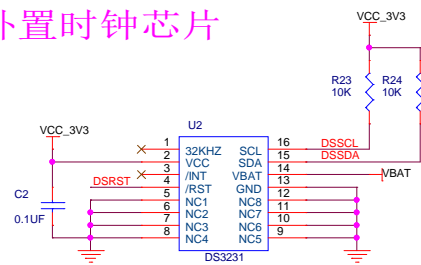 外置时钟芯片
VCC_3V3
R23
R24
10K
10K
VCC_3V3
U2
1
32KHZ
SCL
16
DSSCL
2
VCC
SDA
15
DSSDA
3
/INT
VBAT
14
VBAT
DSRST
4
/RST
GND
13
5
NC1
NC8
12
6
NC2
NC7
11
7
NC3
NC6
10
8
NC4
NC5
9
C2
0.1UF
DS3231